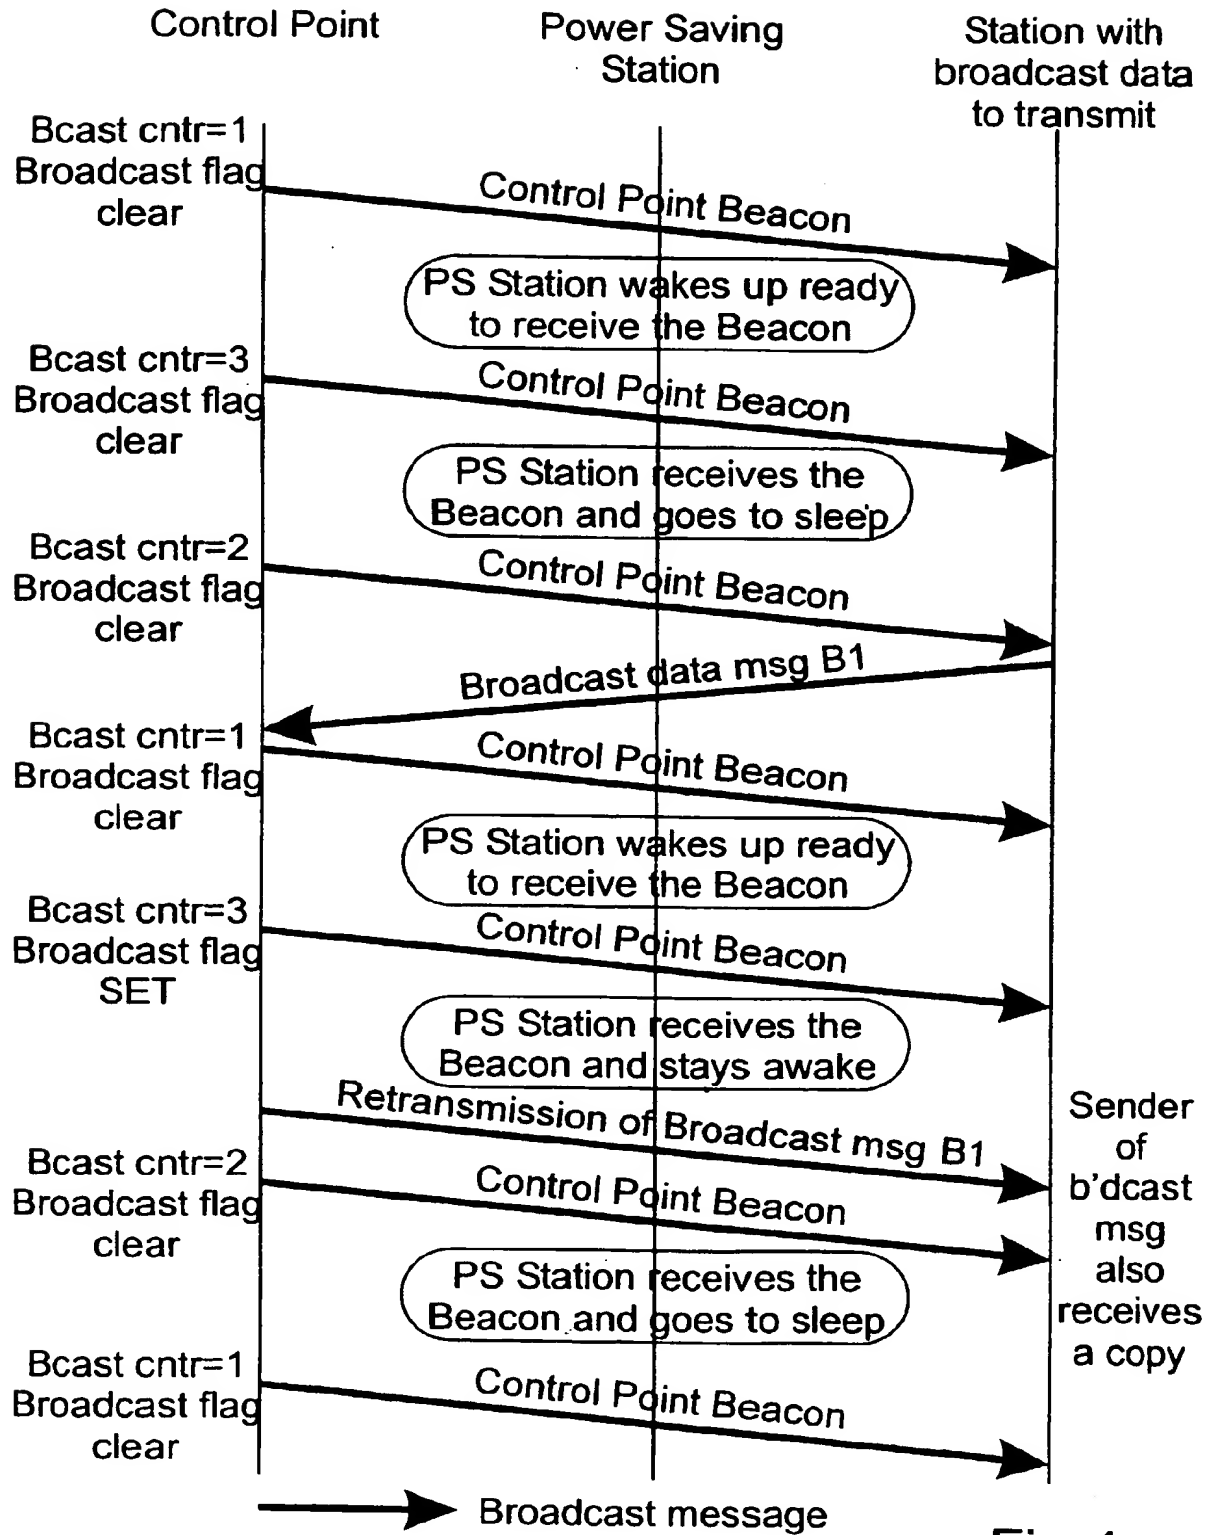 Control Point
Power Saving
Station
Station with
broadcast data
to transmit
Bcast cntr=1
Broadcast flag
clear
Control Point Beacon
PS Station wakes up ready
to receive the Beacon
Bcast cntr=3
Broadcast flag
clear
Control Point Beacon
PS Station receives the
Beacon and goes to sleep
Bcast cntr=2
Broadcast flag
clear
Control Point Beacon
Broadcast data msg B1
Bcast cntr=1
Broadcast flag
clear
Control Point Beacon
PS Station wakes up ready
to receive the Beacon
Bcast cntr=3
Broadcast flag
SET
Control Point Beacon
PS Station receives the
Beacon and stays awake
Retransmission of Broadcast msg B1
Sender
of
b'dcast
msg
also
receives
a copy
Bcast cntr=2
Broadcast flag
clear
Control Point Beacon
PS Station receives the
Beacon and goes to sleep
Bcast cntr=1
Broadcast flag
clear
Control Point Beacon
Broadcast message